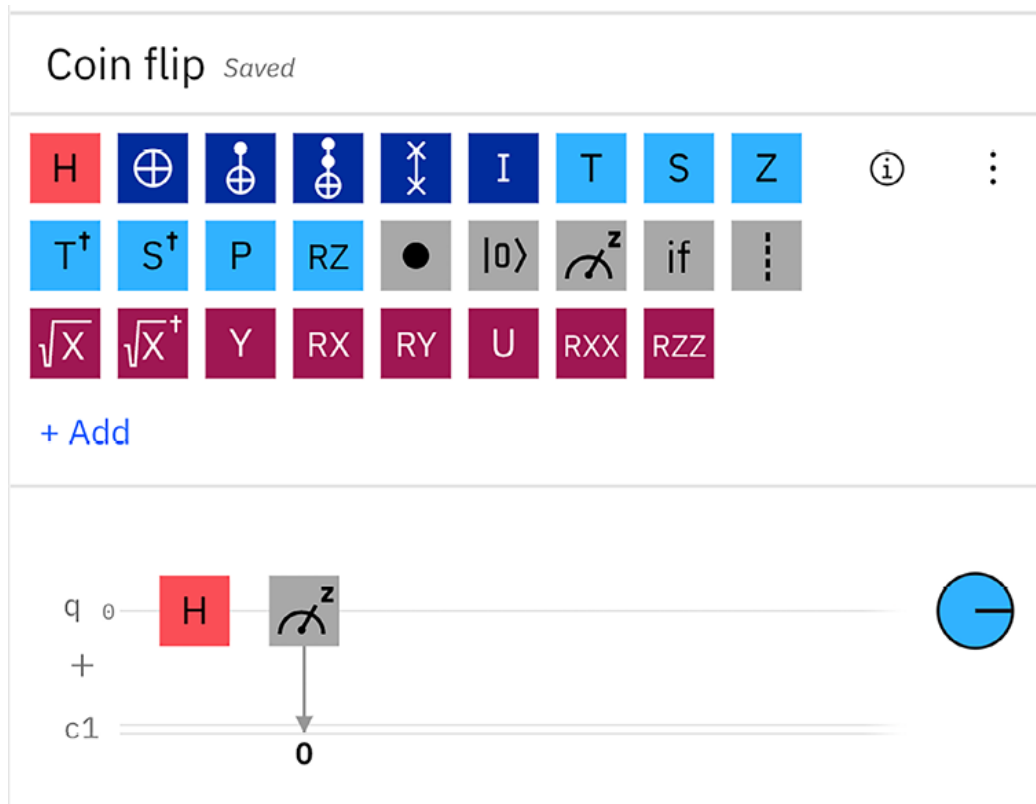 Coin flip Saved
H I T S Z
T† S† P RZ |0⟩ z if
√X √X† Y RX RY U RXX RZZ
+ Add
q 0 H z
+
c1
0